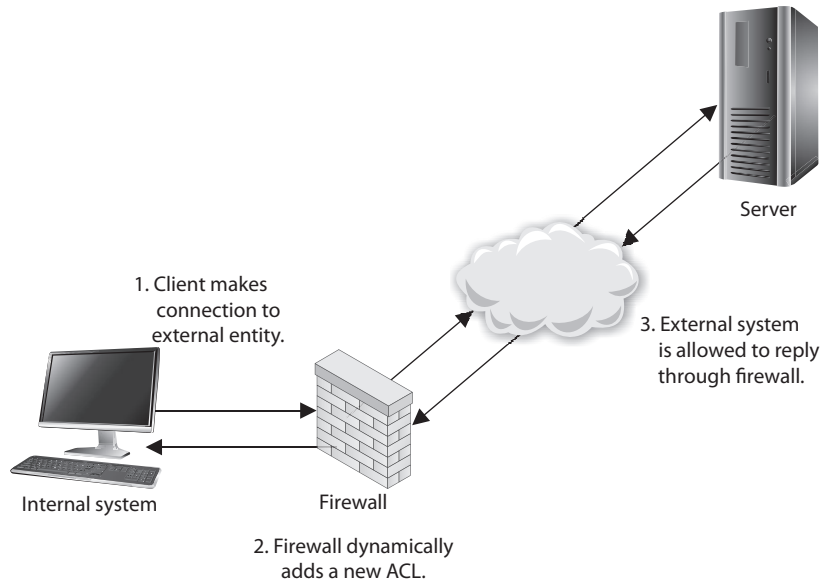 Server
1. Client makes
connection to
external entity.
3. External system
is allowed to reply
through firewall.
Internal system
Firewall
2. Firewall dynamically
adds a new ACL.